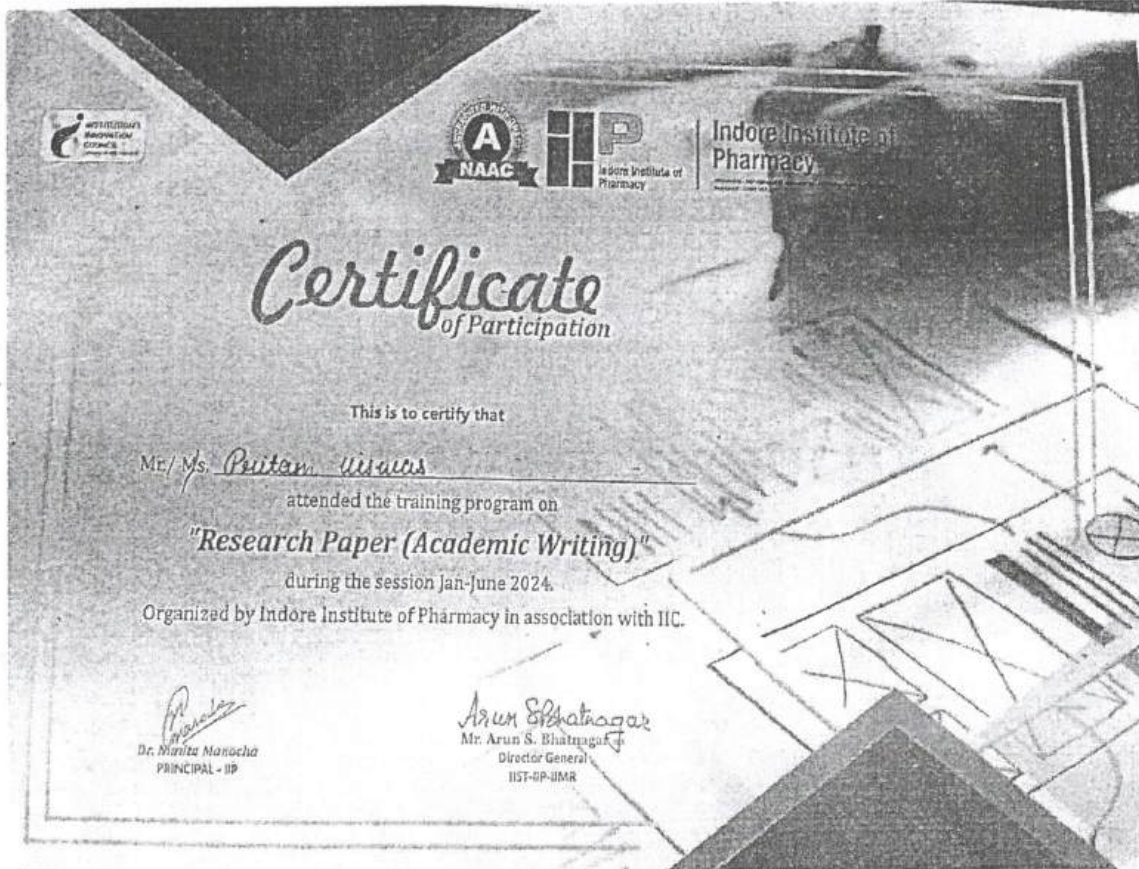 INSTITUTION'S
INNOVATION
COUNCIL
A
NAAC
Indore Institute of
Pharmacy
Indore Institute of
Pharmacy
Certificate
of Participation
This is to certify that
Mr./ Ms. Pritam
attended the training program on
"Research Paper (Academic Writing)"
during the session Jan-June 2024.
Organized by Indore Institute of Pharmacy in association with IIC.
Arun S Bhatnagar
Dr. Manocha
Mr. Arun S. Bhatnagar
PRINCIPAL - IIP
Director General
IIST-IIP-IIMR